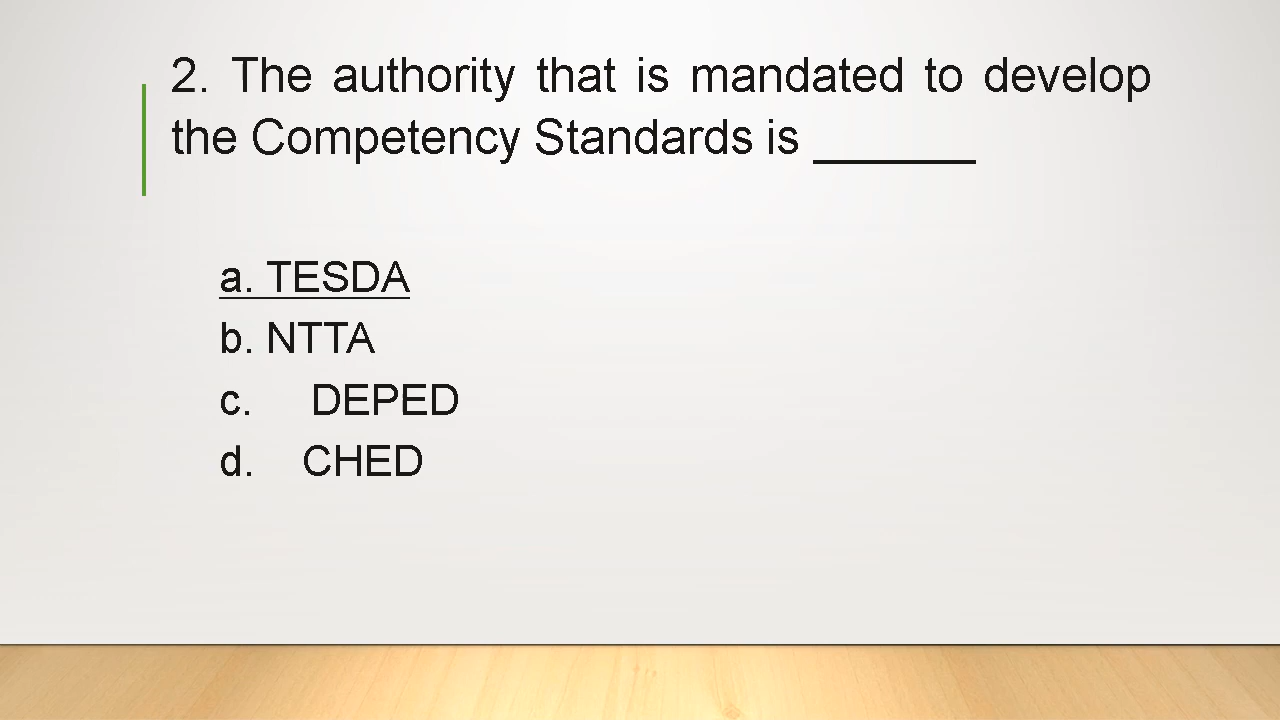 2. The authority that is mandated to develop
the Competency Standards is ______
a. TESDA
b. NTTA
c. DEPED
d. CHED